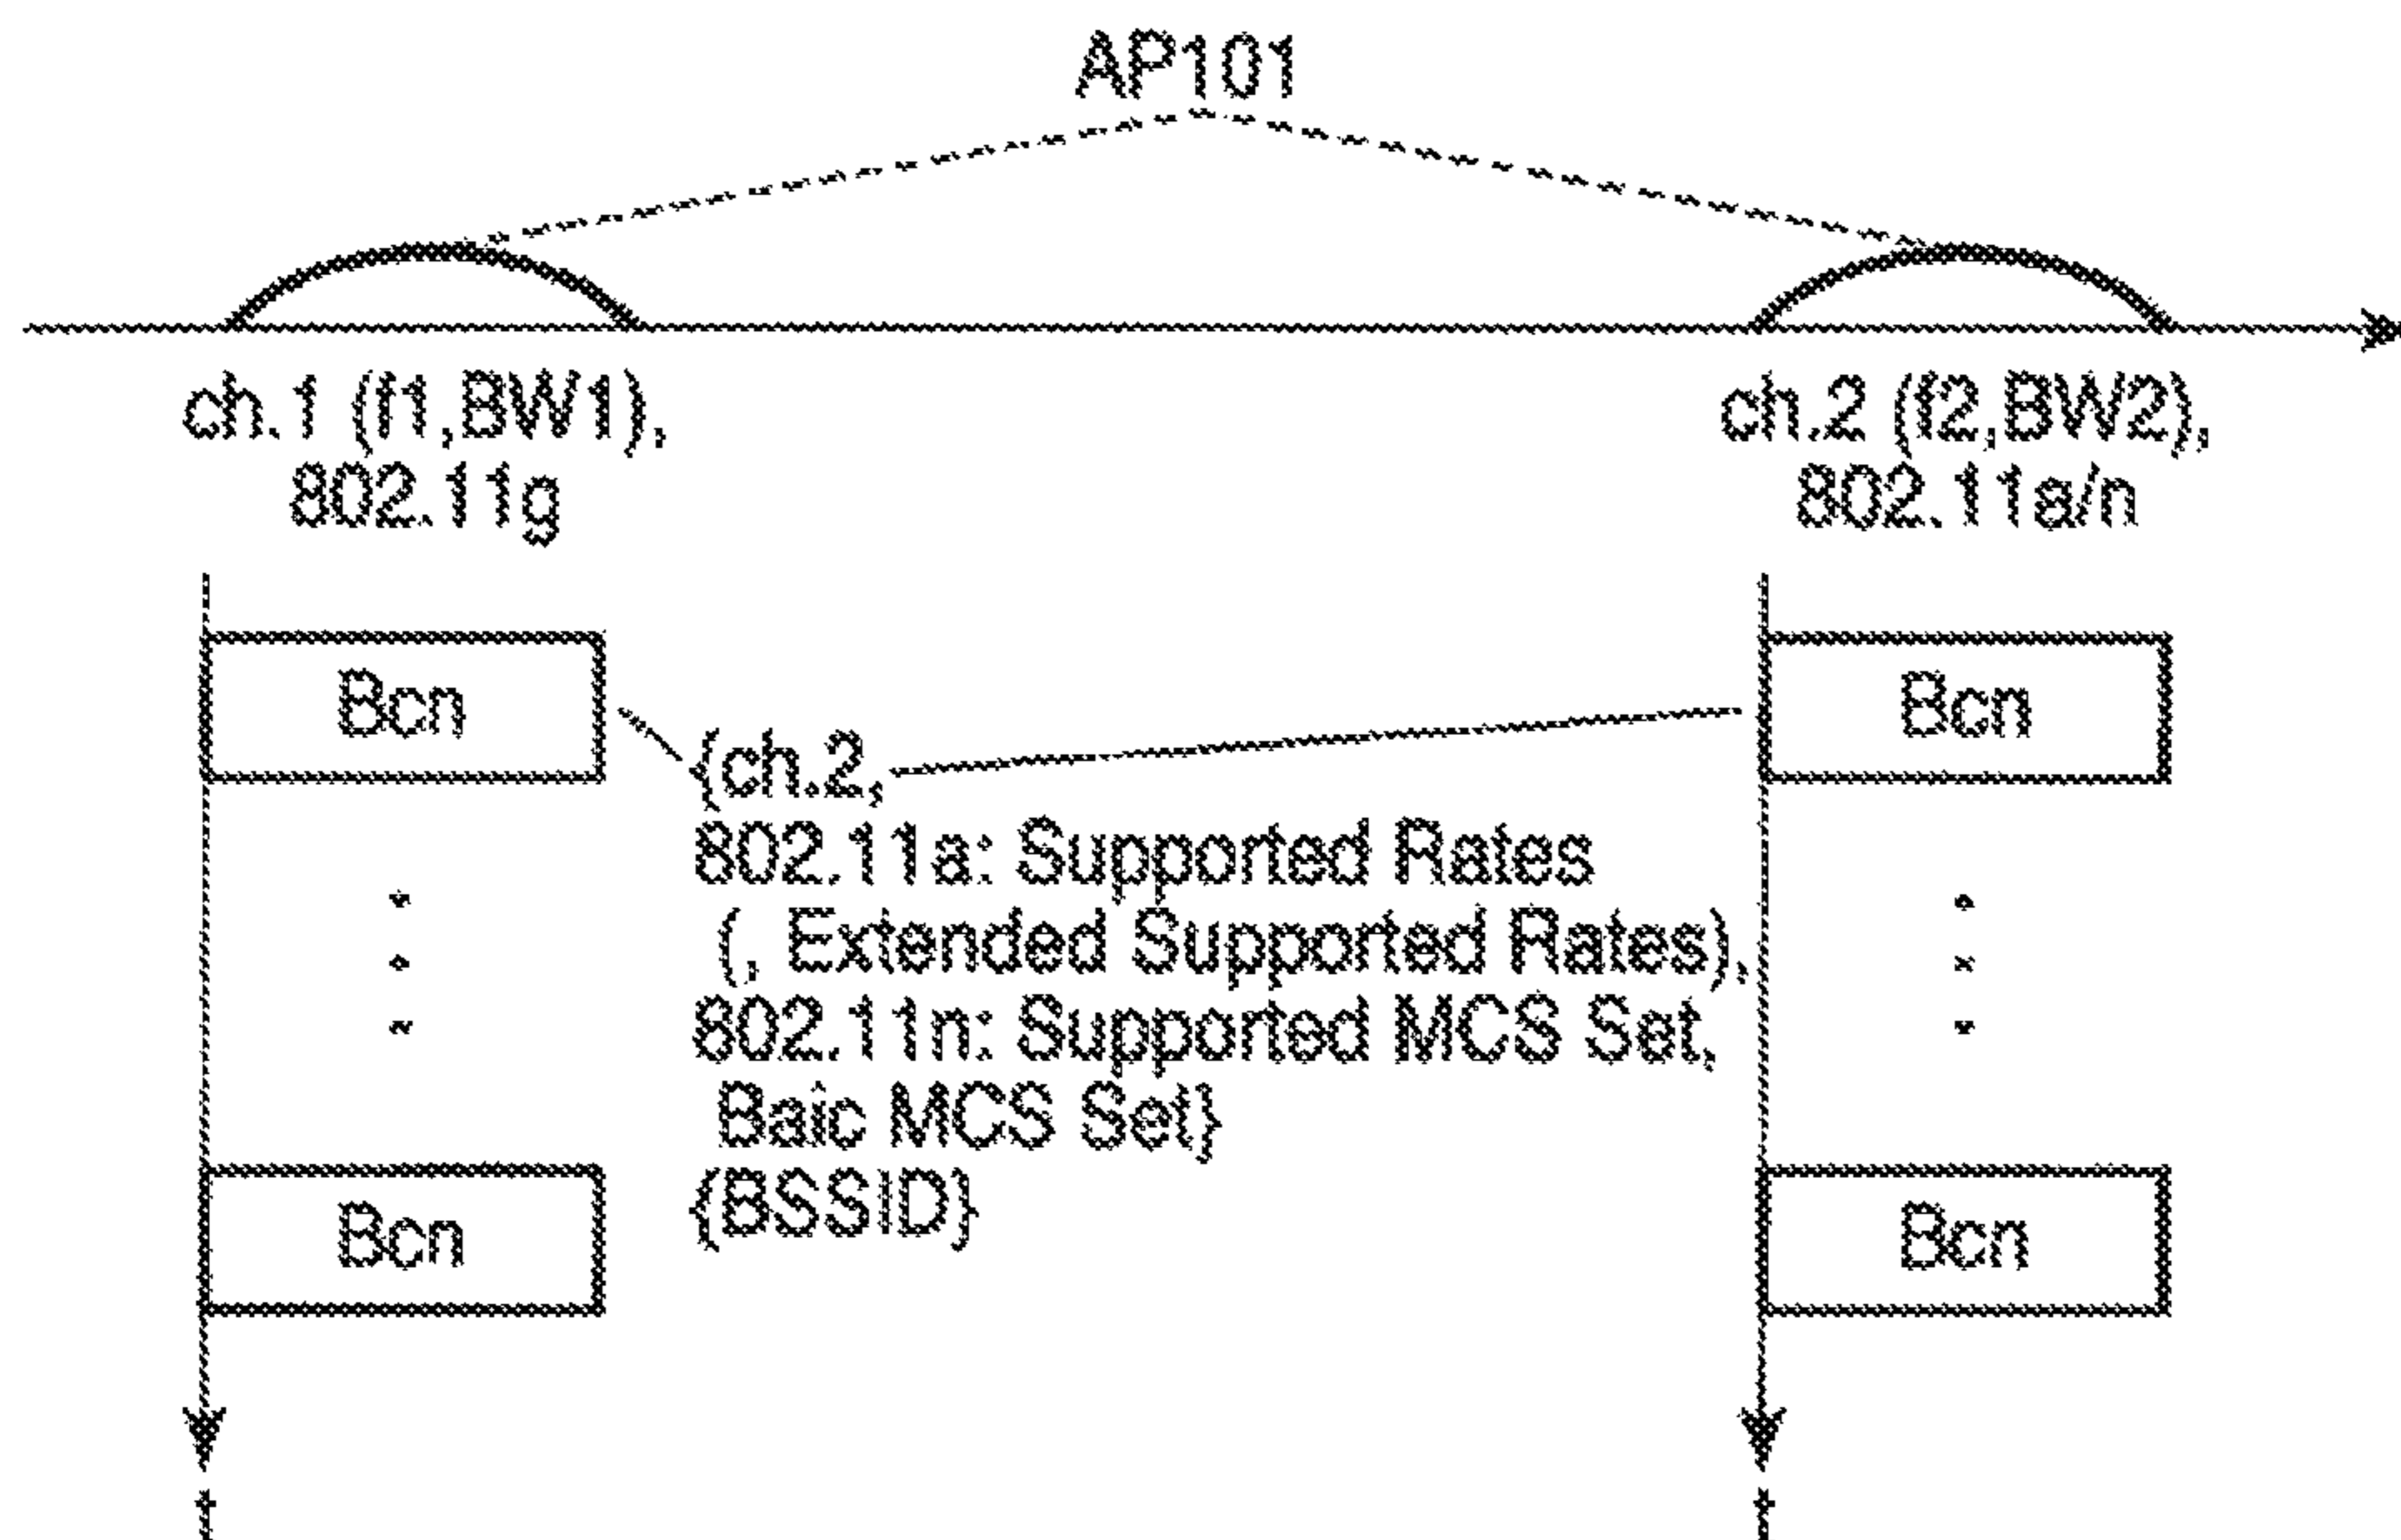 AP101
ch.1 (f1,BW1),
802.11g
ch.2 (f2,BW2),
802.11a/n
Bcn
Bcn
{ch.2,
802.11a: Supported Rates
(, Extended Supported Rates),
802.11n: Supported MCS Set,
Baic MCS Set}
{BSSID}
Bcn
Bcn